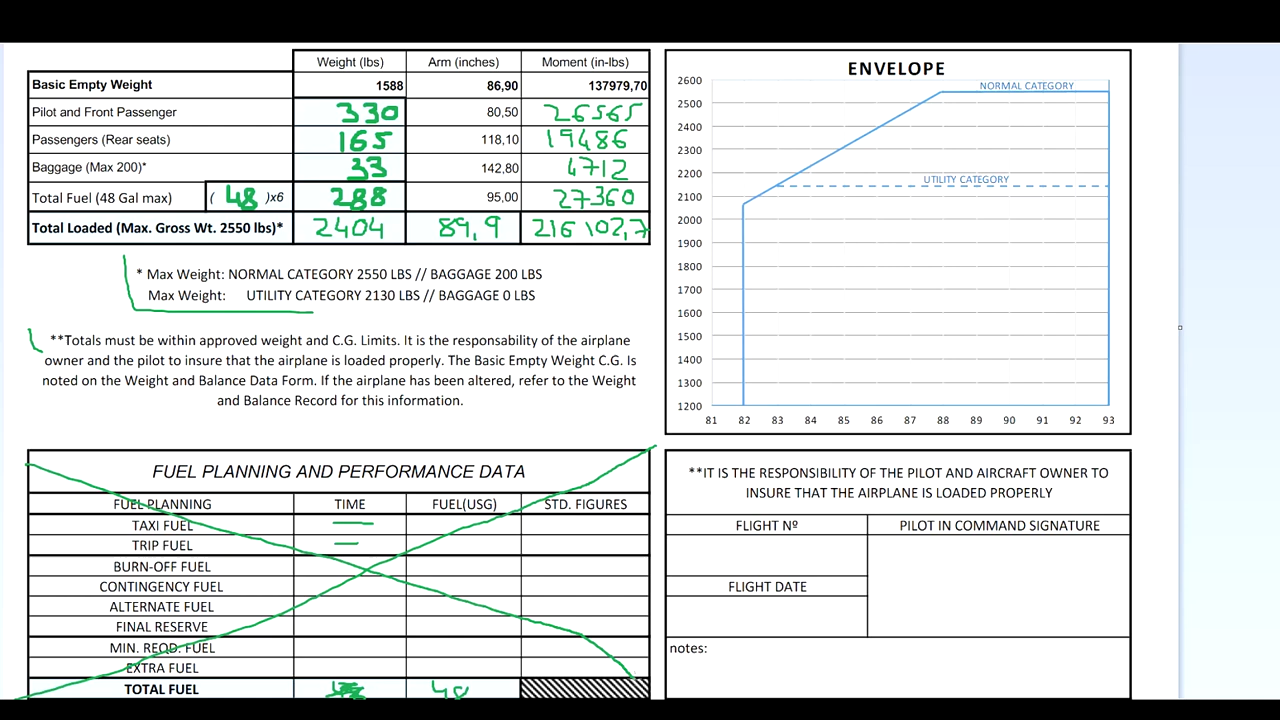 Weight (lbs) Arm (inches) Moment (in-lbs)
Basic Empty Weight 1588 86,90 137979,70
Pilot and Front Passenger 330 80,50 26565
Passengers (Rear seats) 165 118,10 19486
Baggage (Max 200)* 33 142,80 4712
Total Fuel (48 Gal max) ( 48 )x6 288 95,00 27360
Total Loaded (Max. Gross Wt. 2550 lbs)* 2404 89,9 216102,7
* Max Weight: NORMAL CATEGORY 2550 LBS // BAGGAGE 200 LBS
Max Weight: UTILITY CATEGORY 2130 LBS // BAGGAGE 0 LBS
**Totals must be within approved weight and C.G. Limits. It is the responsability of the airplane
owner and the pilot to insure that the airplane is loaded properly. The Basic Empty Weight C.G. Is
noted on the Weight and Balance Data Form. If the airplane has been altered, refer to the Weight
and Balance Record for this information.
ENVELOPE
NORMAL CATEGORY
UTILITY CATEGORY
2600
2500
2400
2300
2200
2100
2000
1900
1800
1700
1600
1500
1400
1300
1200
81 82 83 84 85 86 87 88 89 90 91 92 93
FUEL PLANNING AND PERFORMANCE DATA
FUEL PLANNING TIME FUEL(USG) STD. FIGURES
TAXI FUEL
TRIP FUEL
BURN-OFF FUEL
CONTINGENCY FUEL
ALTERNATE FUEL
FINAL RESERVE
MIN. REQD. FUEL
EXTRA FUEL
TOTAL FUEL 48
**IT IS THE RESPONSIBILITY OF THE PILOT AND AIRCRAFT OWNER TO
INSURE THAT THE AIRPLANE IS LOADED PROPERLY
FLIGHT Nº PILOT IN COMMAND SIGNATURE
FLIGHT DATE
notes: